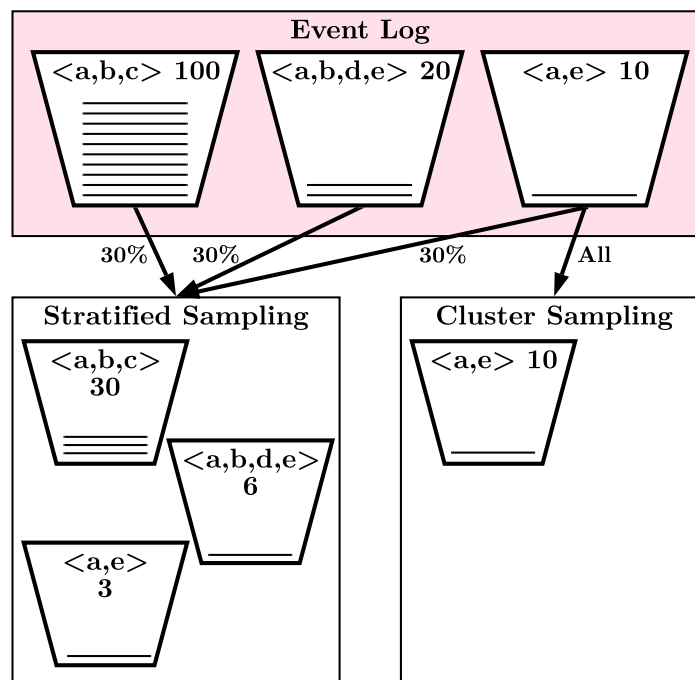 Event Log
<a,b,c> 100
<a,b,d,e> 20
<a,e> 10
30%
30%
30%
All
Stratified Sampling
<a,b,c>
30
<a,b,d,e>
6
<a,e>
3
Cluster Sampling
<a,e> 10